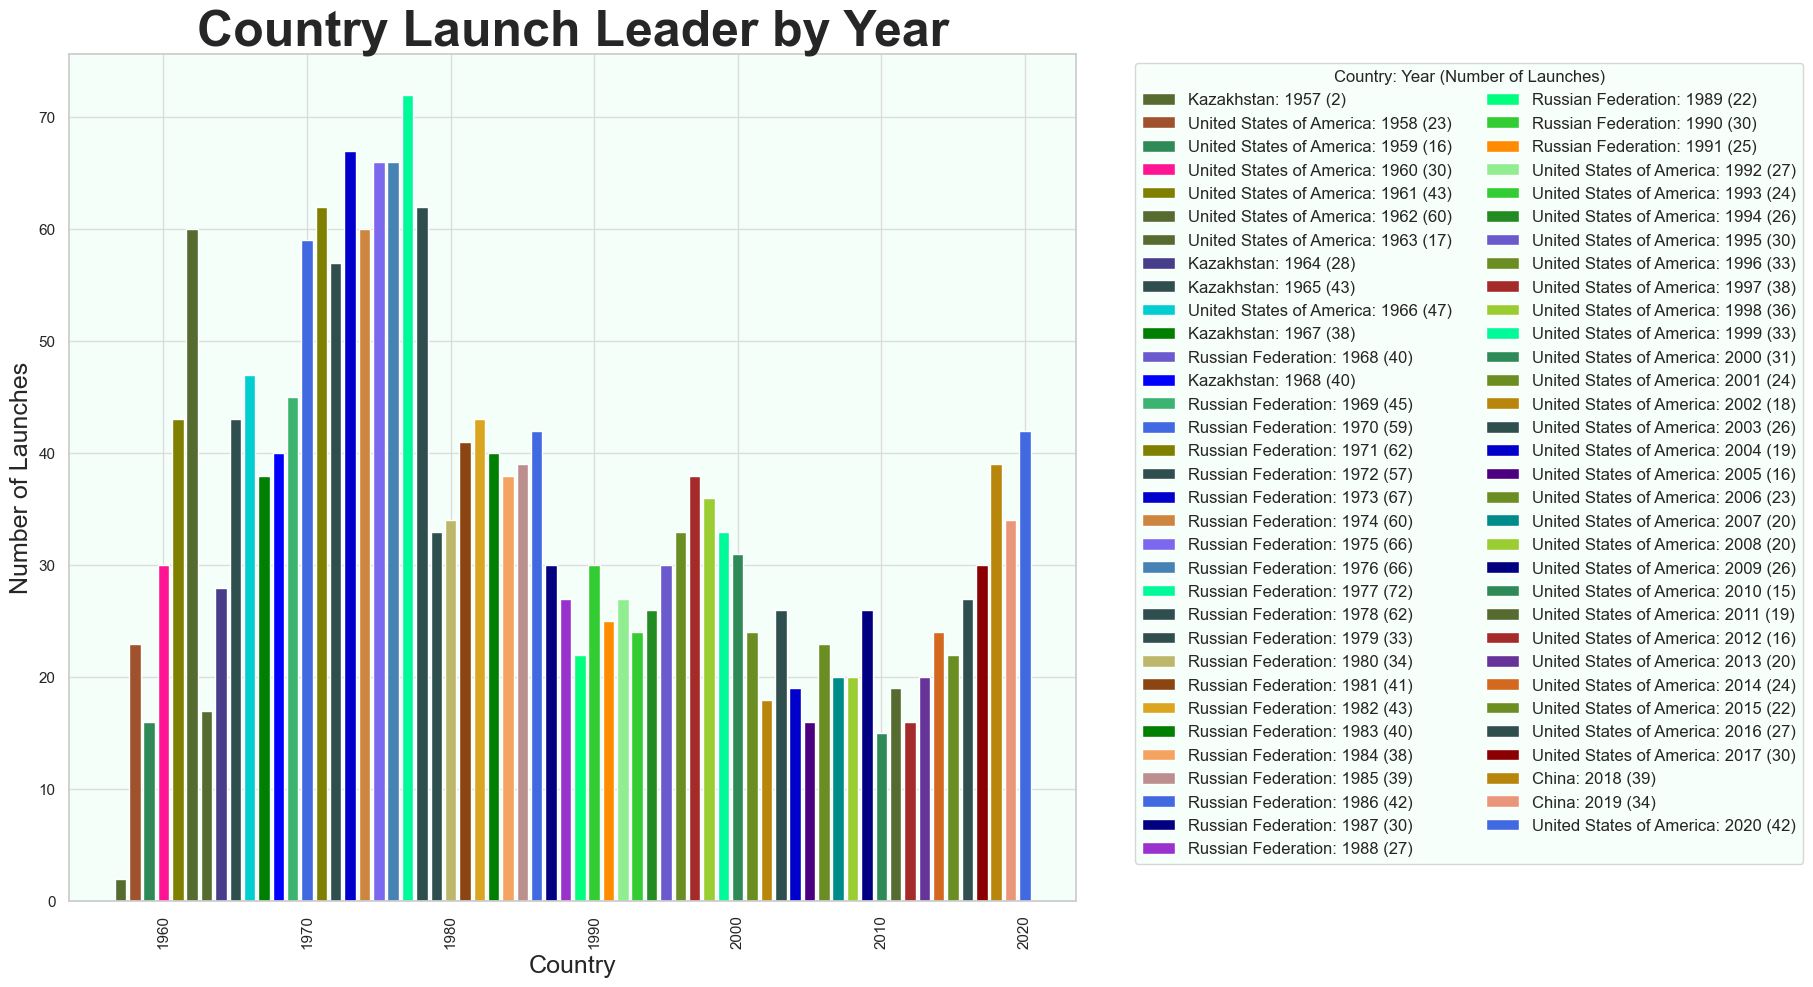 Country Launch Leader by Year
Number of Launches
70
60
50
40
30
20
10
0
1960
1970
1980
1990
2000
2010
2020
Country
Country: Year (Number of Launches)
Kazakhstan: 1957 (2)
United States of America: 1958 (23)
United States of America: 1959 (16)
United States of America: 1960 (30)
United States of America: 1961 (43)
United States of America: 1962 (60)
United States of America: 1963 (17)
Kazakhstan: 1964 (28)
Kazakhstan: 1965 (43)
United States of America: 1966 (47)
Kazakhstan: 1967 (38)
Russian Federation: 1968 (40)
Kazakhstan: 1968 (40)
Russian Federation: 1969 (45)
Russian Federation: 1970 (59)
Russian Federation: 1971 (62)
Russian Federation: 1972 (57)
Russian Federation: 1973 (67)
Russian Federation: 1974 (60)
Russian Federation: 1975 (66)
Russian Federation: 1976 (66)
Russian Federation: 1977 (72)
Russian Federation: 1978 (62)
Russian Federation: 1979 (33)
Russian Federation: 1980 (34)
Russian Federation: 1981 (41)
Russian Federation: 1982 (43)
Russian Federation: 1983 (40)
Russian Federation: 1984 (38)
Russian Federation: 1985 (39)
Russian Federation: 1986 (42)
Russian Federation: 1987 (30)
Russian Federation: 1988 (27)
Russian Federation: 1989 (22)
Russian Federation: 1990 (30)
Russian Federation: 1991 (25)
United States of America: 1992 (27)
United States of America: 1993 (24)
United States of America: 1994 (26)
United States of America: 1995 (30)
United States of America: 1996 (33)
United States of America: 1997 (38)
United States of America: 1998 (36)
United States of America: 1999 (33)
United States of America: 2000 (31)
United States of America: 2001 (24)
United States of America: 2002 (18)
United States of America: 2003 (26)
United States of America: 2004 (19)
United States of America: 2005 (16)
United States of America: 2006 (23)
United States of America: 2007 (20)
United States of America: 2008 (20)
United States of America: 2009 (26)
United States of America: 2010 (15)
United States of America: 2011 (19)
United States of America: 2012 (16)
United States of America: 2013 (20)
United States of America: 2014 (24)
United States of America: 2015 (22)
United States of America: 2016 (27)
United States of America: 2017 (30)
China: 2018 (39)
China: 2019 (34)
United States of America: 2020 (42)